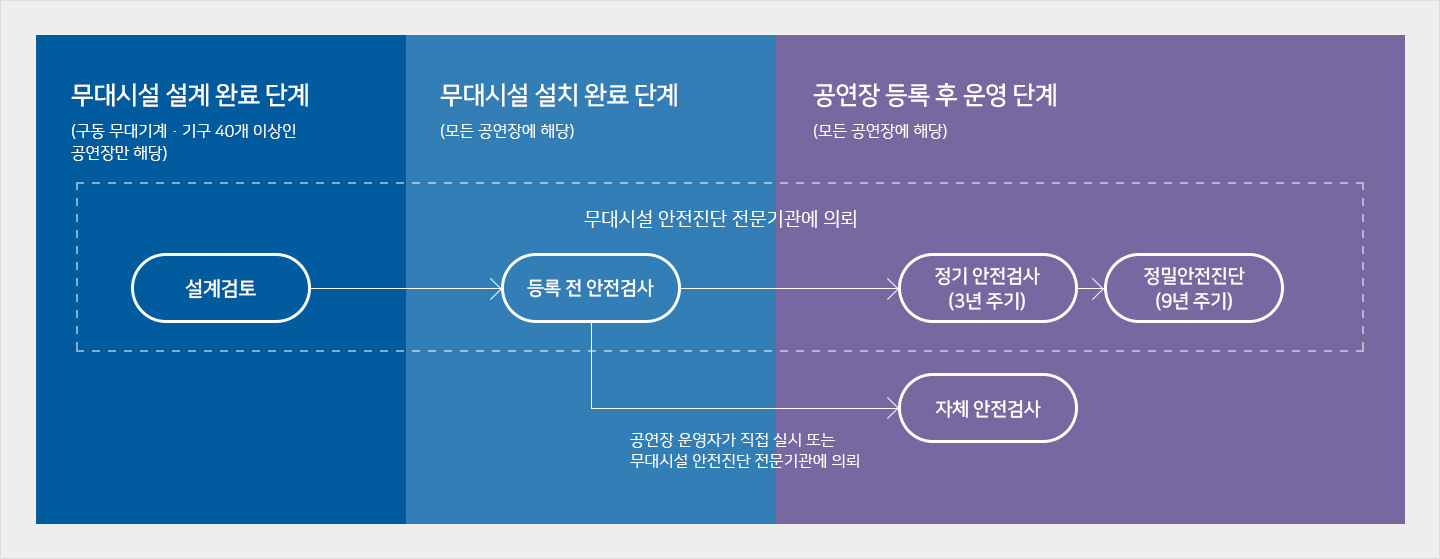 무대시설 설계 완료 단계
(구동 무대기계 · 기구 40개 이상인
공연장만 해당)
무대시설 설치 완료 단계
(모든 공연장에 해당)
공연장 등록 후 운영 단계
(모든 공연장에 해당)
무대시설 안전진단 전문기관에 의뢰
설계검토
등록 전 안전검사
정기 안전검사
(3년 주기)
정밀안전진단
(9년 주기)
자체 안전검사
공연장 운영자가 직접 실시 또는
무대시설 안전진단 전문기관에 의뢰